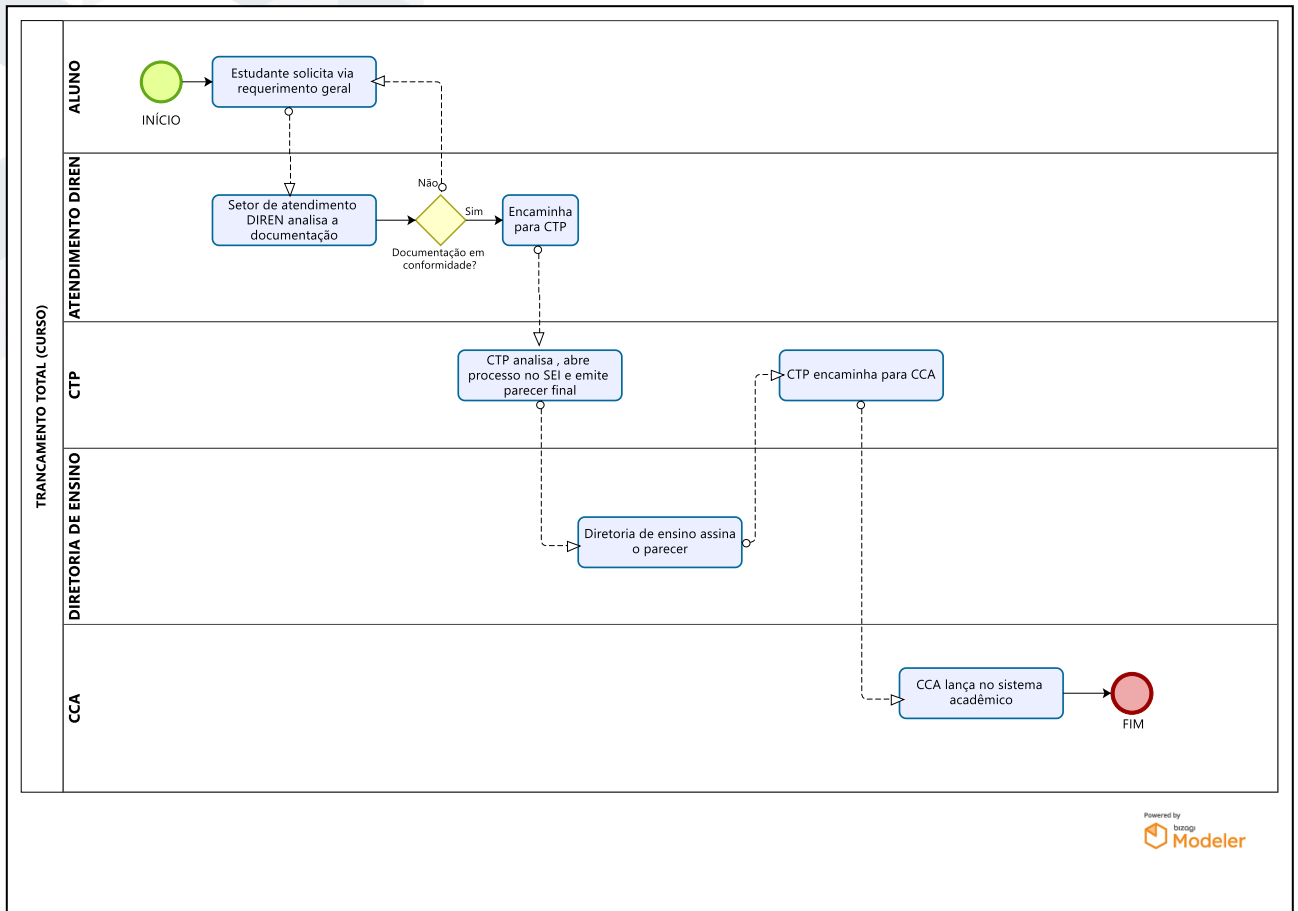 TRANCAMENTO TOTAL (CURSO)
ALUNO
INÍCIO
Estudante solicita via
requerimento geral
ATENDIMENTO DIREN
Setor de atendimento
DIREN analisa a
documentação
Não
Sim
Documentação em
conformidade?
Encaminha
para CTP
CTP
CTP analisa , abre
processo no SEI e emite
parecer final
CTP encaminha para CCA
DIRETORIA DE ENSINO
Diretoria de ensino assina
o parecer
CCA
CCA lança no sistema
acadêmico
FIM
Powered by
bizagi
Modeler